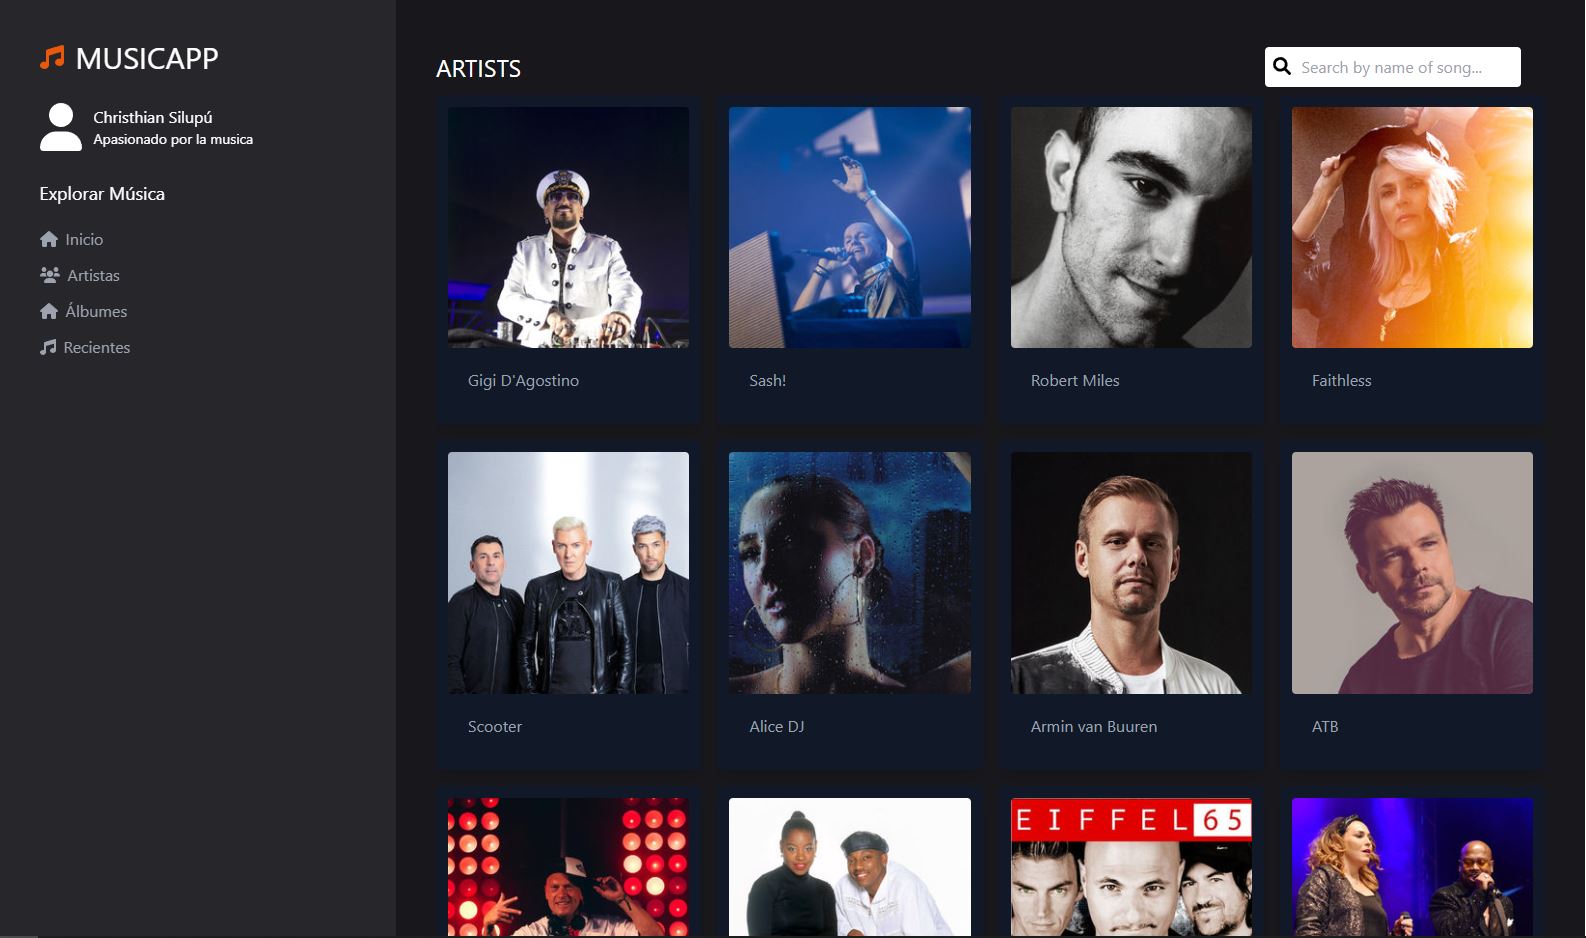 MUSICAPP
Christhian Silupú
Apasionado por la musica
Explorar Música
Inicio
Artistas
Álbumes
Recientes
ARTISTS
Search by name of song...
Gigi D'Agostino
Sash!
Robert Miles
Faithless
Scooter
Alice DJ
Armin van Buuren
ATB
EIFFEL 65